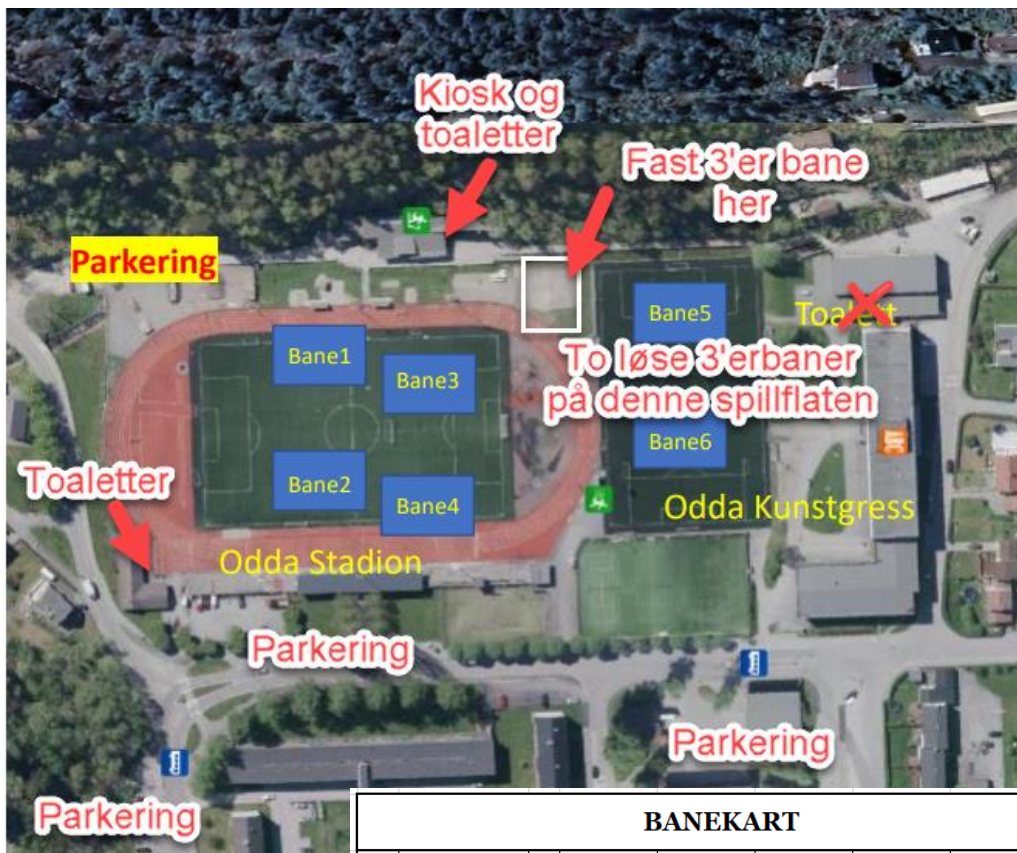 Kiosk og
toaletter
Fast 3'er bane
her
Parkering
Bane5
Toalett
Bane1
Bane3
To løse 3'erbaner
på denne spillflaten
Bane6
Toaletter
Bane2
Bane4
Odda Kunstgress
Odda Stadion
Parkering
Parkering
Parkering
BANEKART